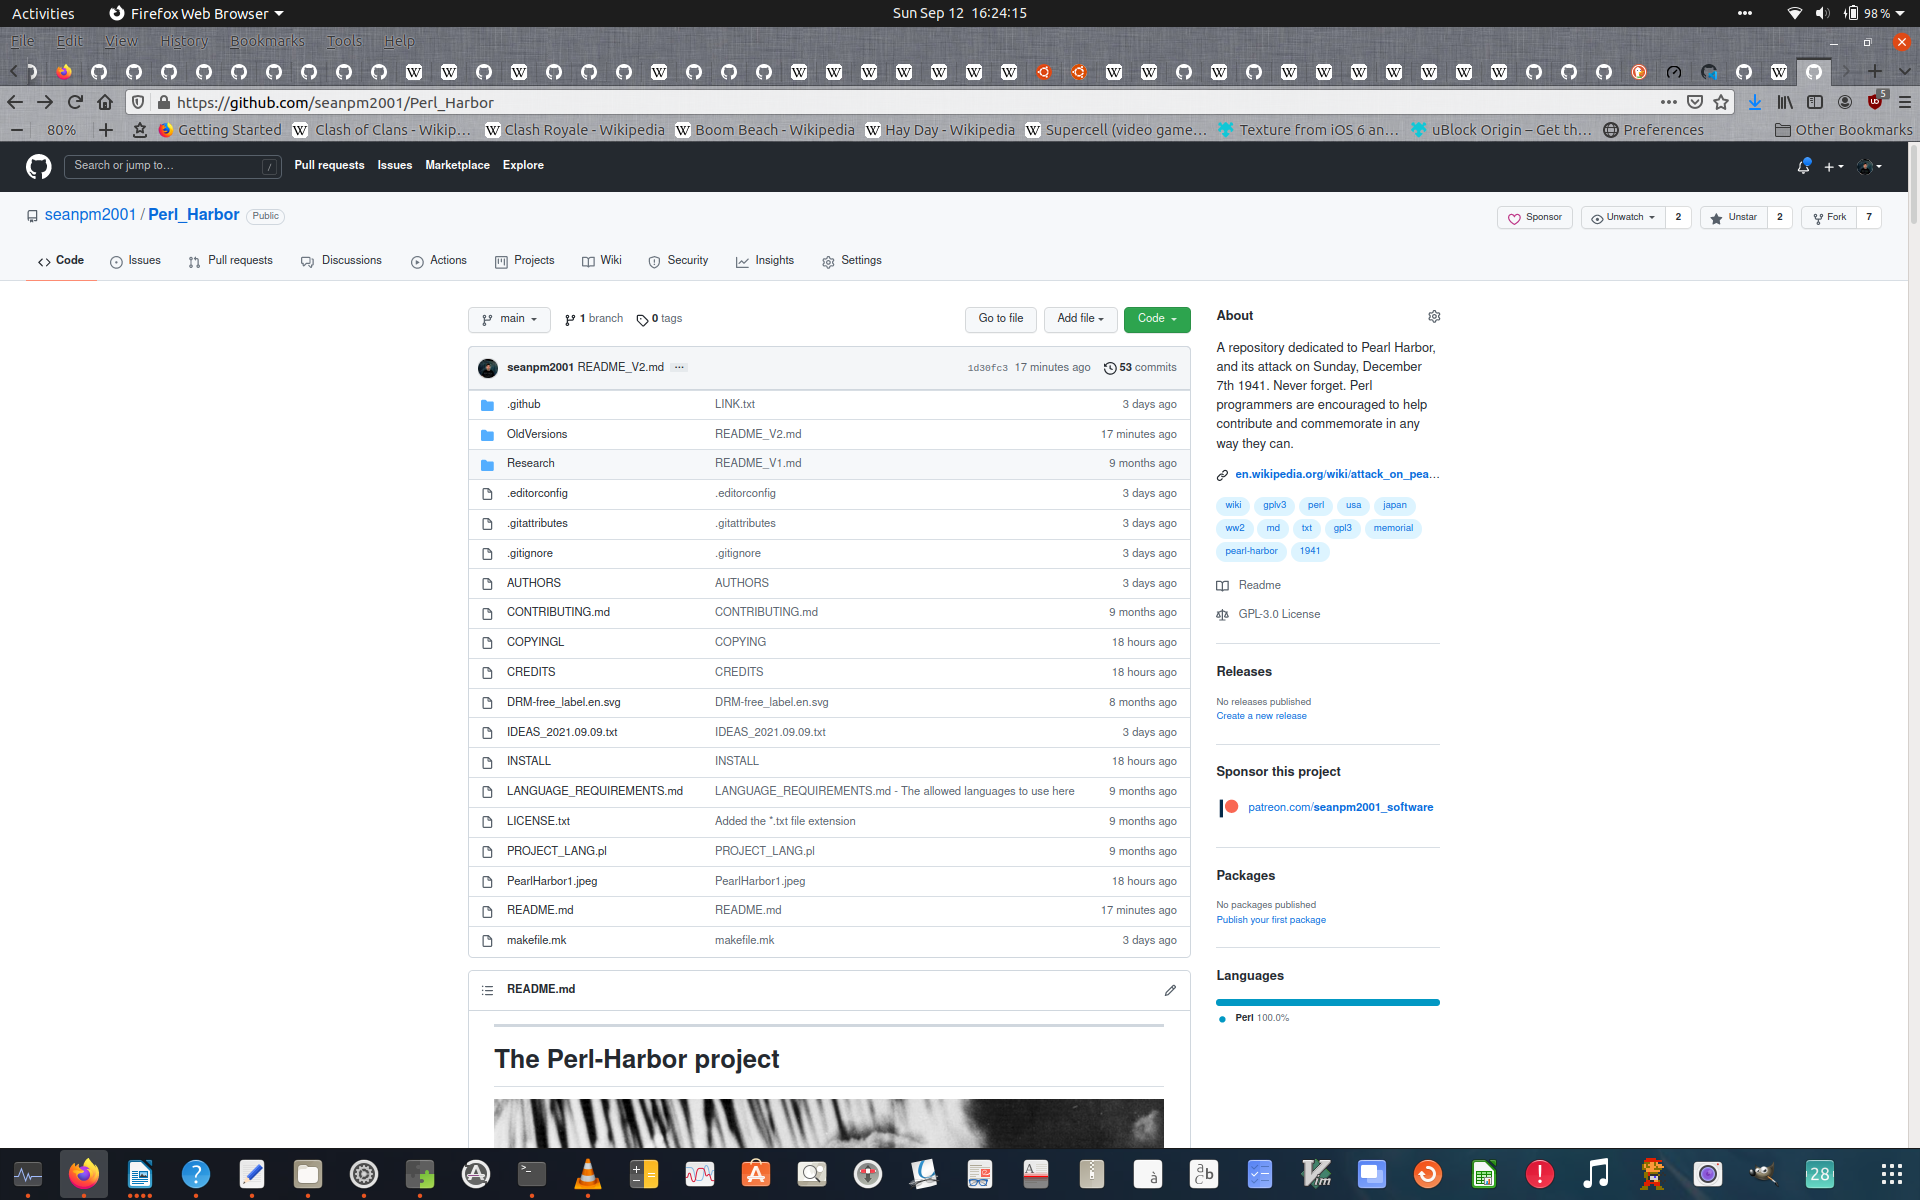 Activities Firefox Web Browser Sun Sep 12 16:24:15 98 %
File Edit View History Bookmarks Tools Help
https://github.com/seanpm2001/Perl_Harbor 5
80% Getting Started Clash of Clans - Wikip… Clash Royale - Wikipedia Boom Beach - Wikipedia Hay Day - Wikipedia Supercell (video game… Texture from iOS 6 an… uBlock Origin – Get th… Preferences Other Bookmarks
Search or jump to… / Pull requests Issues Marketplace Explore
seanpm2001 / Perl_Harbor Public Sponsor Unwatch 2 Unstar 2 Fork 7
Code Issues Pull requests Discussions Actions Projects Wiki Security Insights Settings
main 1 branch 0 tags Go to file Add file Code
seanpm2001 README_V2.md ... 1d30fc3 17 minutes ago 53 commits
.github LINK.txt 3 days ago
OldVersions README_V2.md 17 minutes ago
Research README_V1.md 9 months ago
.editorconfig .editorconfig 3 days ago
.gitattributes .gitattributes 3 days ago
.gitignore .gitignore 3 days ago
AUTHORS AUTHORS 3 days ago
CONTRIBUTING.md CONTRIBUTING.md 9 months ago
COPYINGL COPYING 18 hours ago
CREDITS CREDITS 18 hours ago
DRM-free_label.en.svg DRM-free_label.en.svg 8 months ago
IDEAS_2021.09.09.txt IDEAS_2021.09.09.txt 3 days ago
INSTALL INSTALL 18 hours ago
LANGUAGE_REQUIREMENTS.md LANGUAGE_REQUIREMENTS.md - The allowed languages to use here 9 months ago
LICENSE.txt Added the *.txt file extension 9 months ago
PROJECT_LANG.pl PROJECT_LANG.pl 9 months ago
PearlHarbor1.jpeg PearlHarbor1.jpeg 18 hours ago
README.md README.md 17 minutes ago
makefile.mk makefile.mk 3 days ago
README.md
The Perl-Harbor project
About
A repository dedicated to Pearl Harbor,
and its attack on Sunday, December
7th 1941. Never forget. Perl
programmers are encouraged to help
contribute and commemorate in any
way they can.
en.wikipedia.org/wiki/attack_on_pea…
wiki gplv3 perl usa japan
ww2 md txt gpl3 memorial
pearl-harbor 1941
Readme
GPL-3.0 License
Releases
No releases published
Create a new release
Sponsor this project
patreon.com/seanpm2001_software
Packages
No packages published
Publish your first package
Languages
Perl 100.0%
28